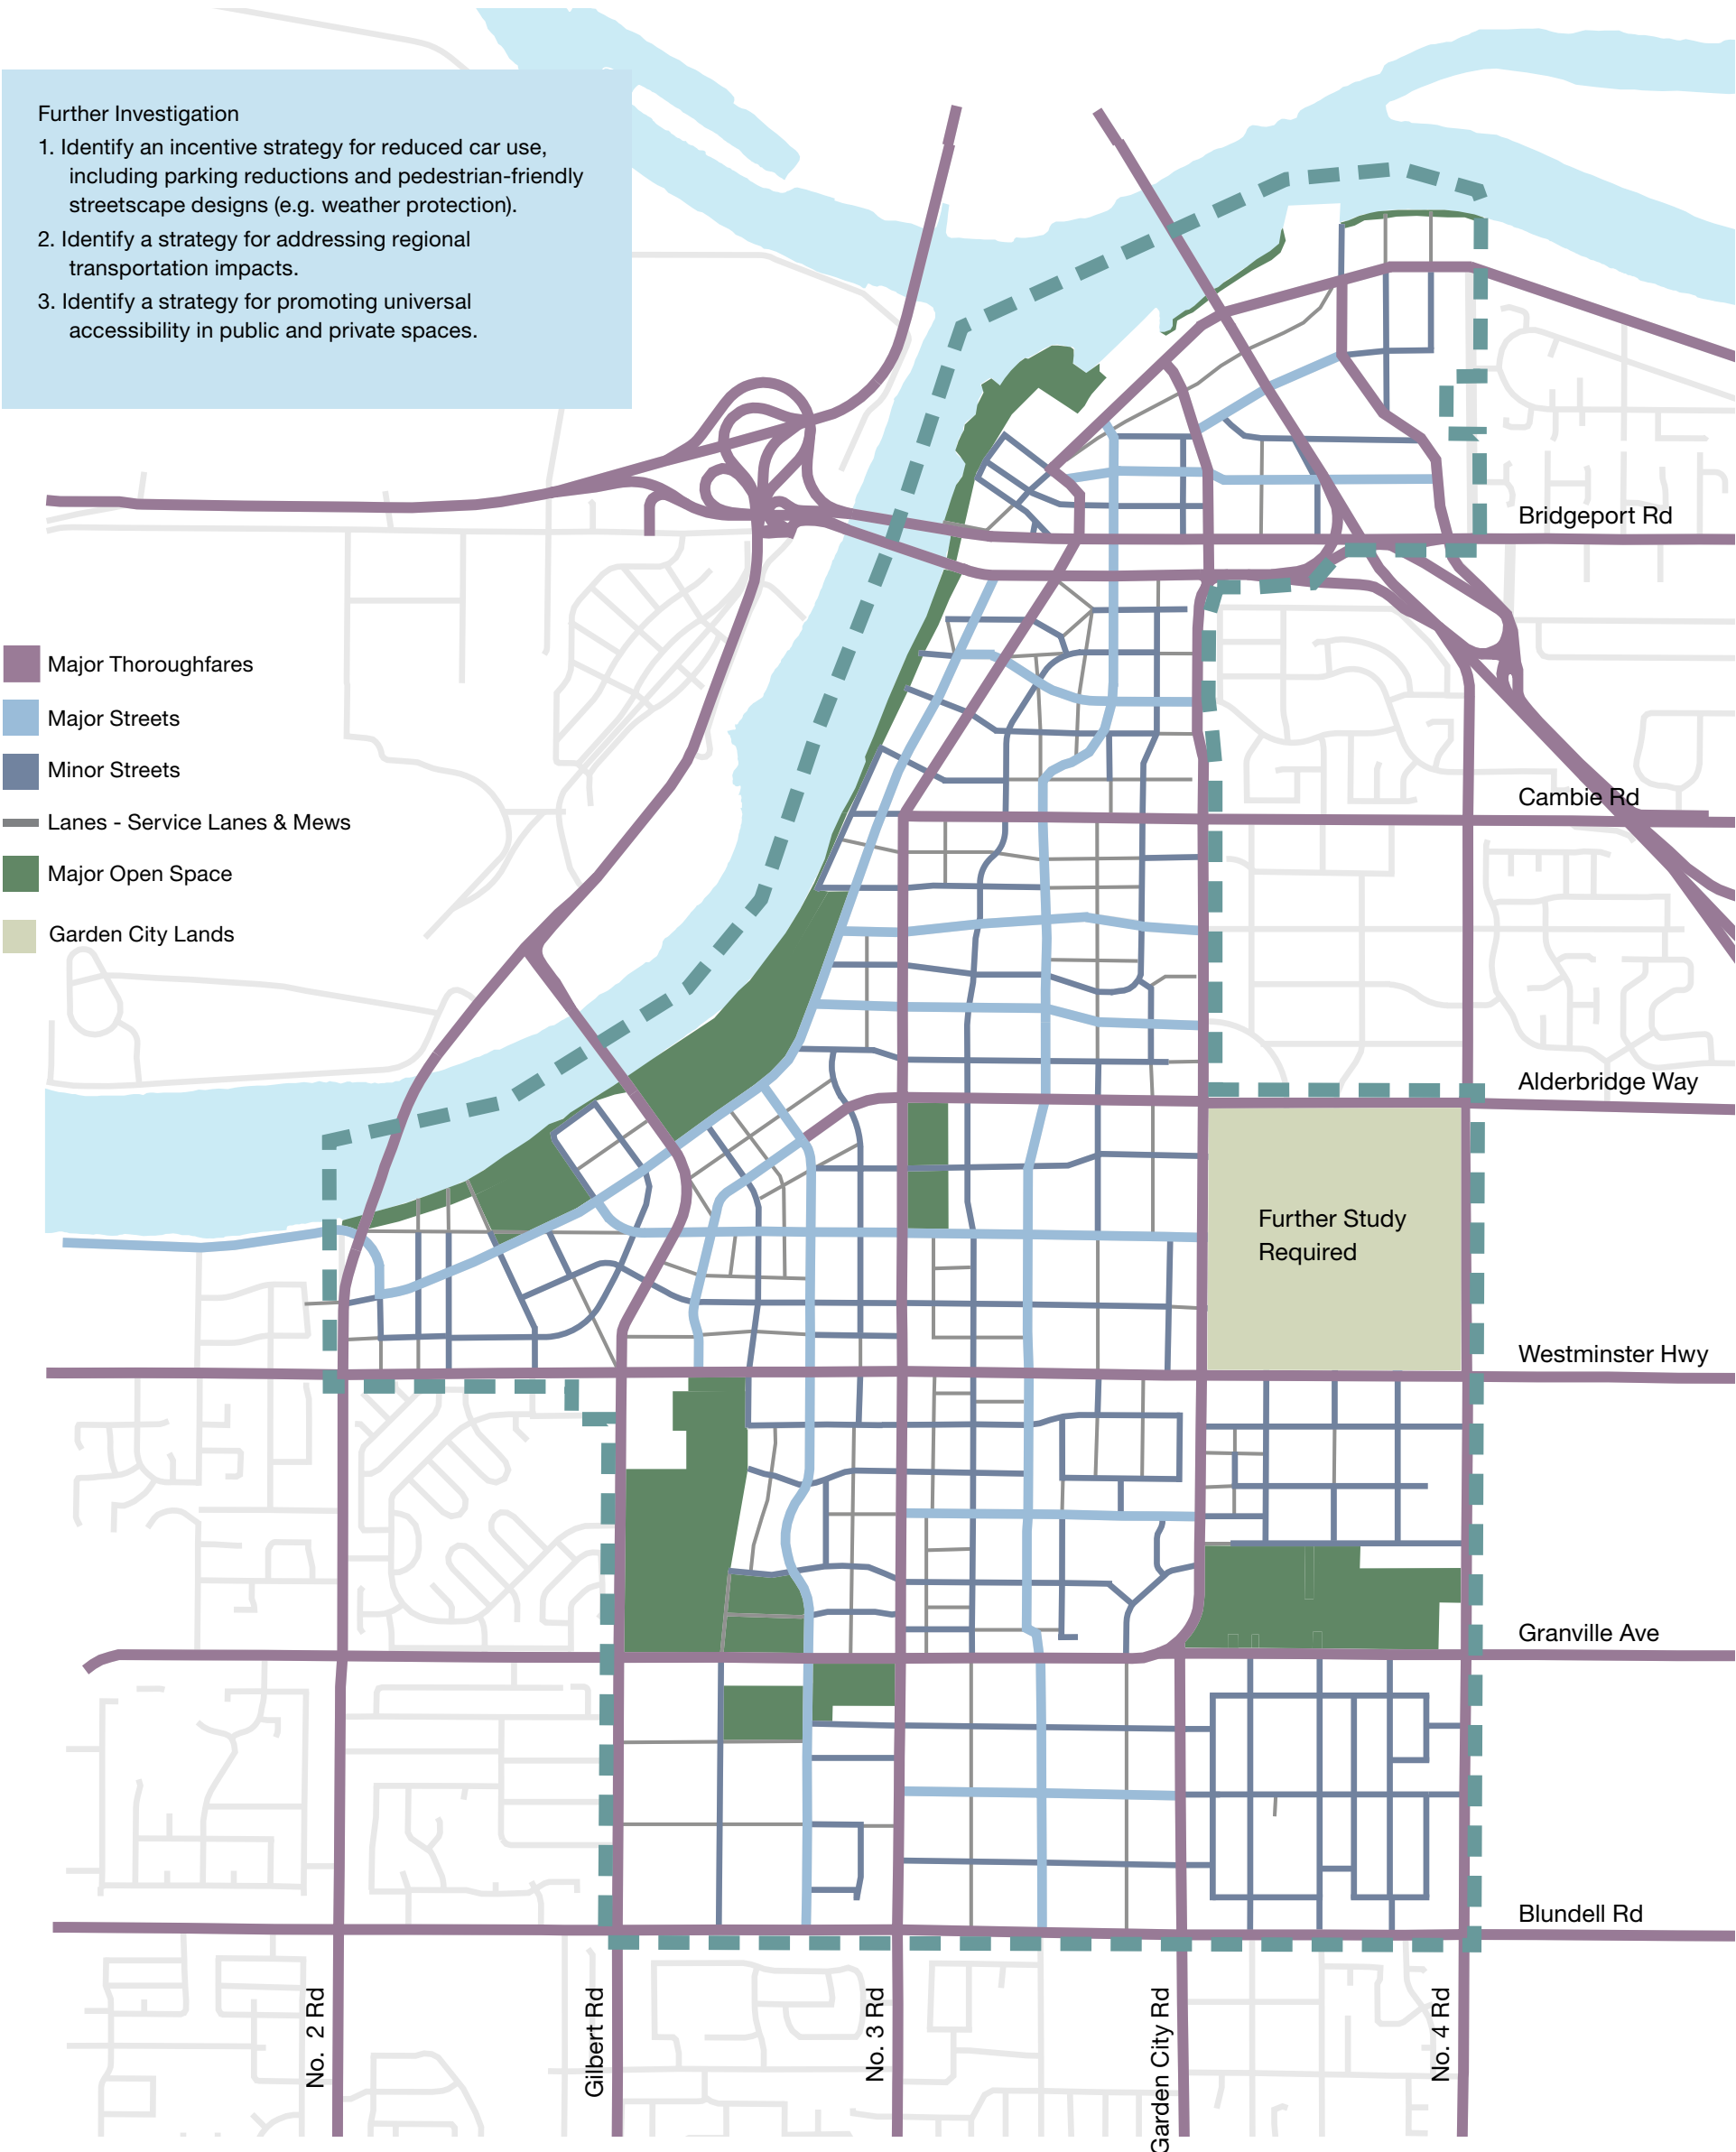 Further Investigation
1. Identify an incentive strategy for reduced car use,
including parking reductions and pedestrian-friendly
streetscape designs (e.g. weather protection).
2. Identify a strategy for addressing regional
transportation impacts.
3. Identify a strategy for promoting universal
accessibility in public and private spaces.
Bridgeport Rd
Major Thoroughfares
Major Streets
Minor Streets
Cambie Rd
Lanes - Service Lanes & Mews
Major Open Space
Garden City Lands
Alderbridge Way
Further Study
Required
Westminster Hwy
Granville Ave
Blundell Rd
No. 2 Rd
Gilbert Rd
No. 3 Rd
Garden City Rd
No. 4 Rd